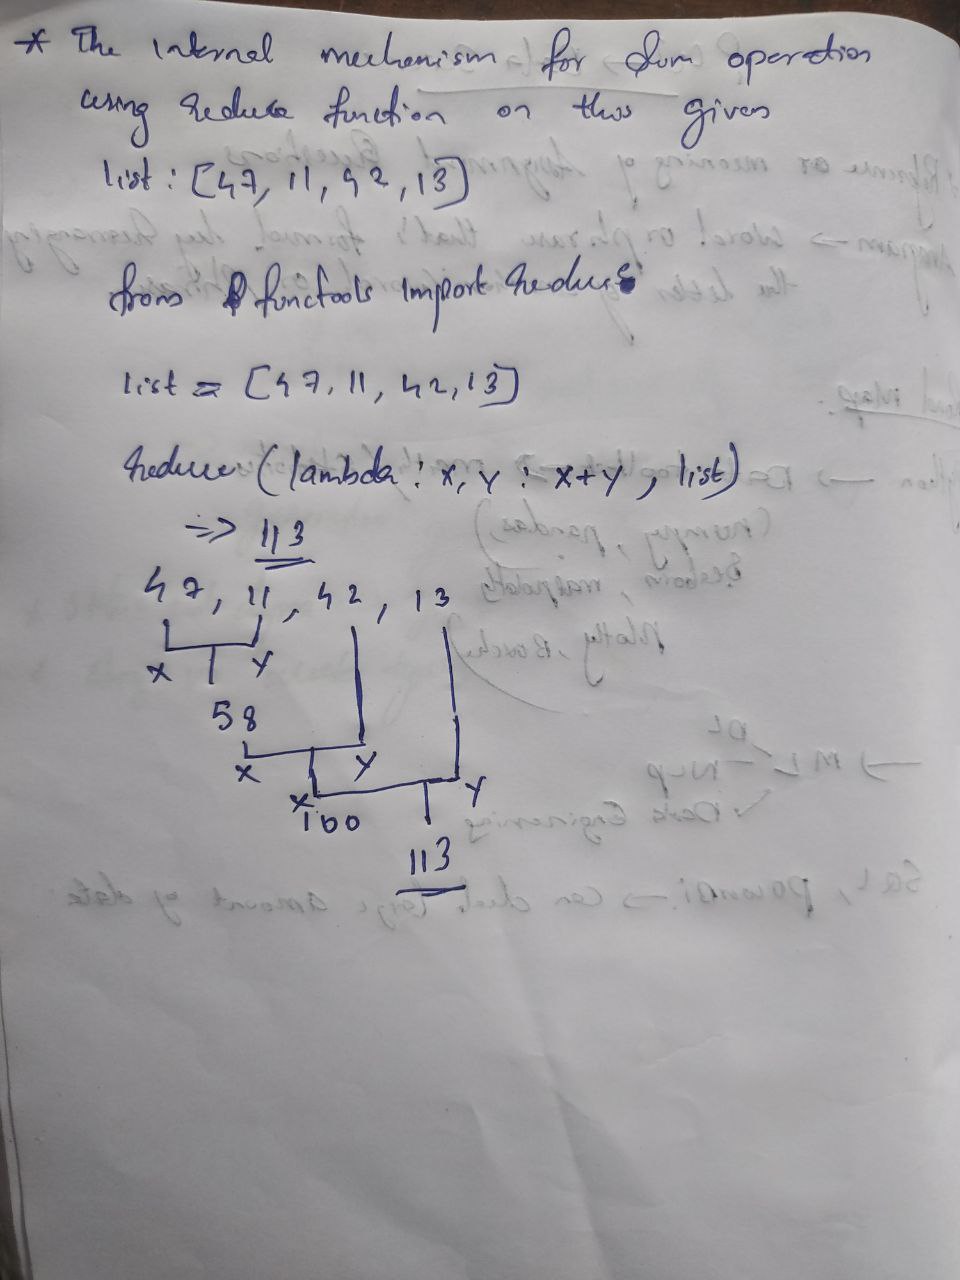 * The internal mechanism for sum operation
using reduce function on this given
list : [47, 11, 42, 13]
from functools import reduce
list = [47, 11, 42, 13]
reduce (lambda : x, y : x+y, list)
=> 113
47, 11, 42, 13
x y
58
x y
x y
100
113